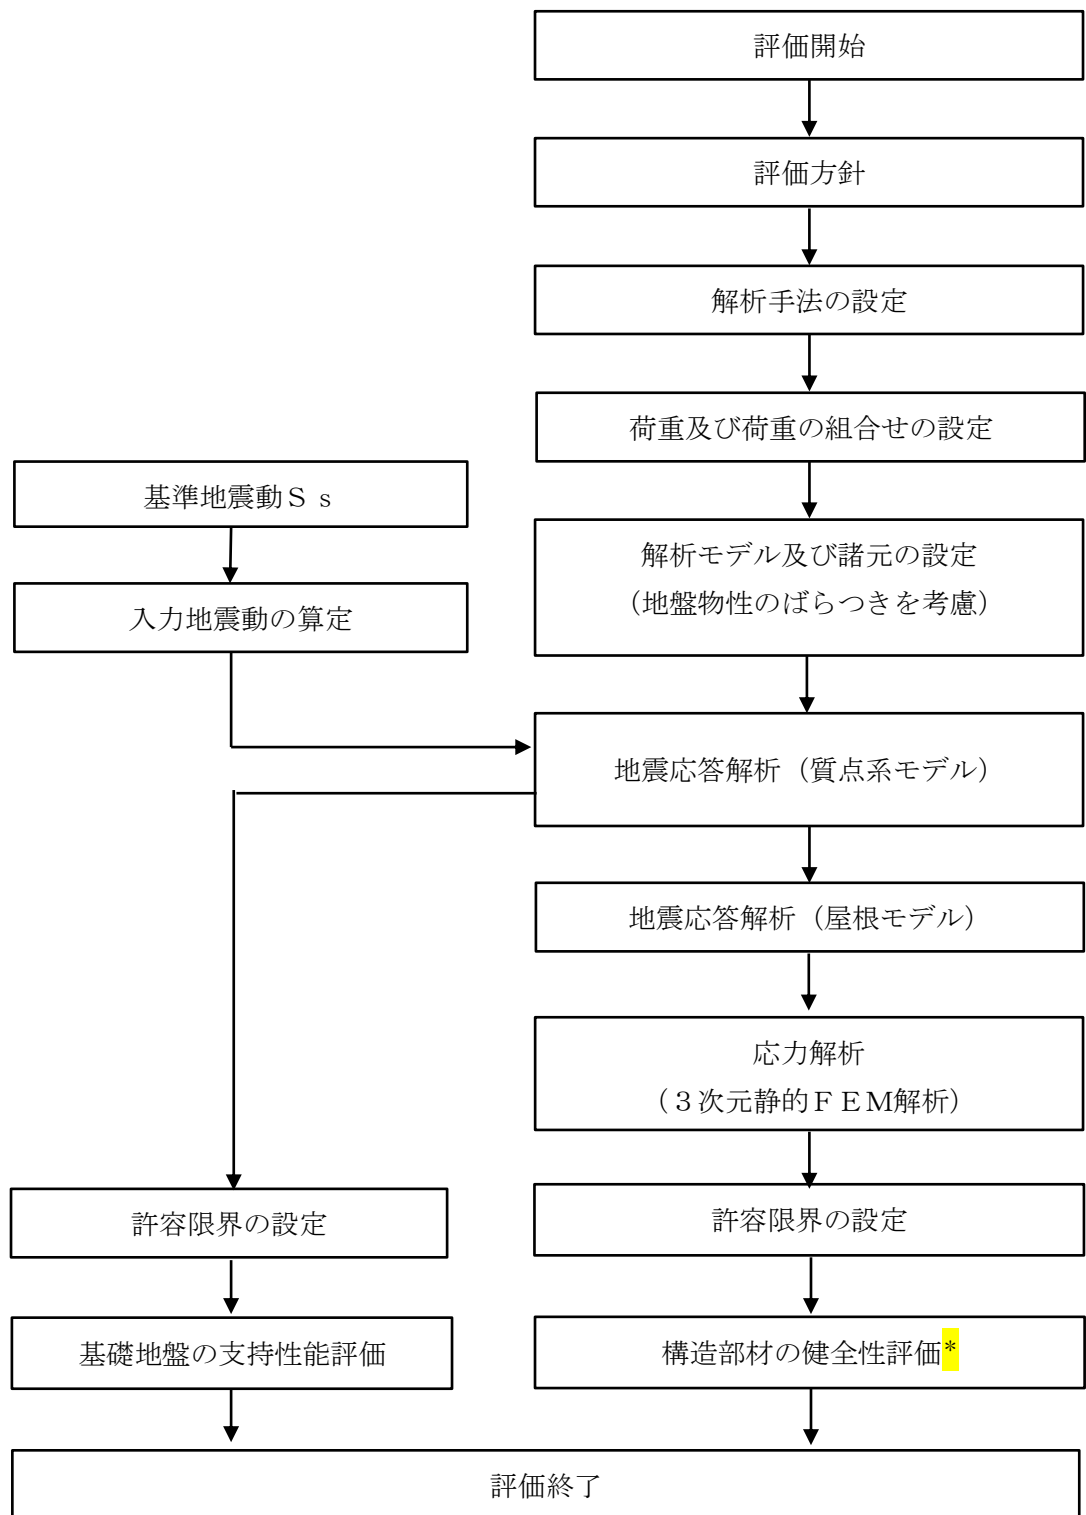 評価開始
評価方針
解析手法の設定
荷重及び荷重の組合せの設定
基準地震動Ｓｓ
解析モデル及び諸元の設定
（地盤物性のばらつきを考慮）
入力地震動の算定
地震応答解析（質点系モデル）
地震応答解析（屋根モデル）
応力解析
（３次元静的ＦＥＭ解析）
許容限界の設定
許容限界の設定
基礎地盤の支持性能評価
構造部材の健全性評価*
評価終了